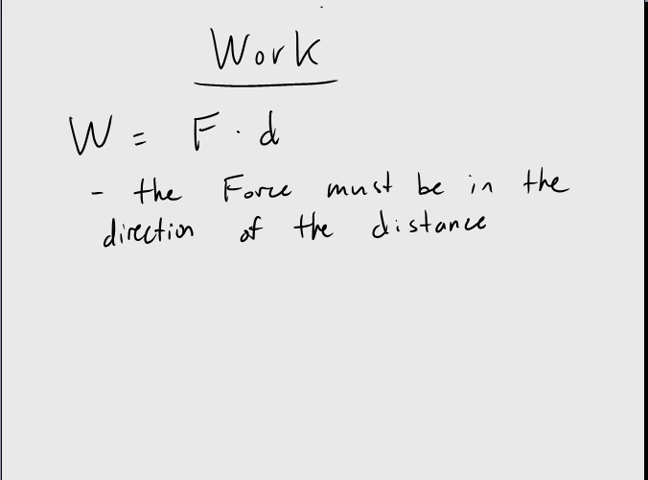 Work
W = F · d
- the Force must be in the
direction of the distance